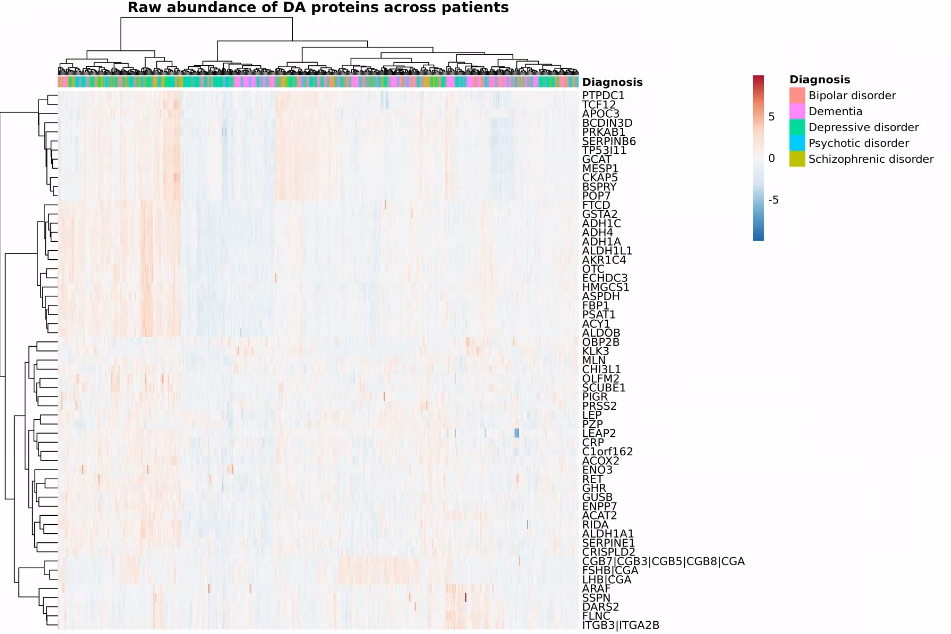 Raw abundance of DA proteins across patients
Diagnosis
PTPDC1
TCF12
APOC3
BCDIN3D
PRKAB1
SERPINB6
TP53I11
GCAT
MESP1
CKAP5
BSPRY
POP7
FTCD
GSTA2
ADH1C
ADH4
ADH1A
ALDH1L1
AKR1C4
OTC
ECHDC3
HMGCS1
ASPDH
FBP1
PSAT1
ACY1
ALDOB
OBP2B
KLK3
MLN
CHI3L1
OLFM2
SCUBE1
PIGR
PRSS2
LEP
PZP
LEAP2
CRP
C1orf162
ACOX2
ENO3
RET
GHR
GUSB
ENPP7
ACAT2
RIDA
ALDH1A1
SERPINE1
CRISPLD2
CGB7|CGB3|CGB5|CGB8|CGA
FSHB|CGA
LHB|CGA
ARAF
SSPN
DARS2
FLNC
ITGB3|ITGA2B
5
0
-5
Diagnosis
Bipolar disorder
Dementia
Depressive disorder
Psychotic disorder
Schizophrenic disorder